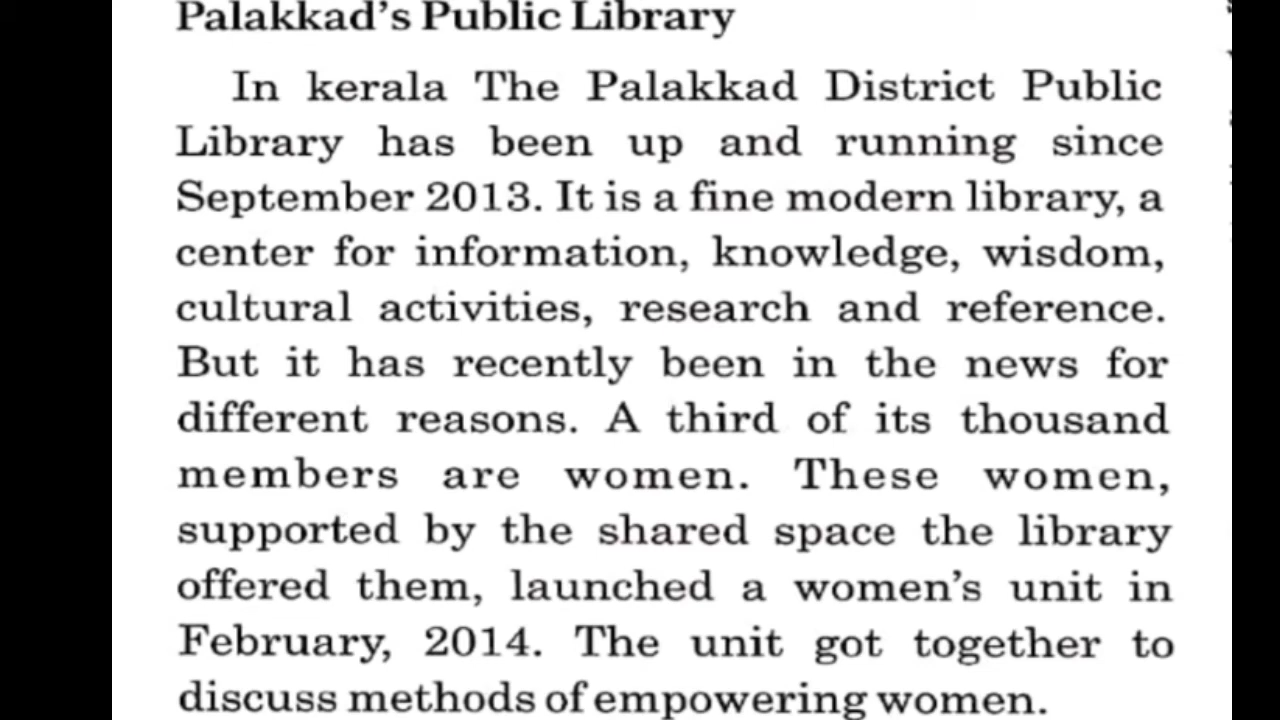 Palakkad's Public Library
In kerala The Palakkad District Public
Library has been up and running since
September 2013. It is a fine modern library, a
center for information, knowledge, wisdom,
cultural activities, research and reference.
But it has recently been in the news for
different reasons. A third of its thousand
members are women. These women,
supported by the shared space the library
offered them, launched a women's unit in
February, 2014. The unit got together to
discuss methods of empowering women.